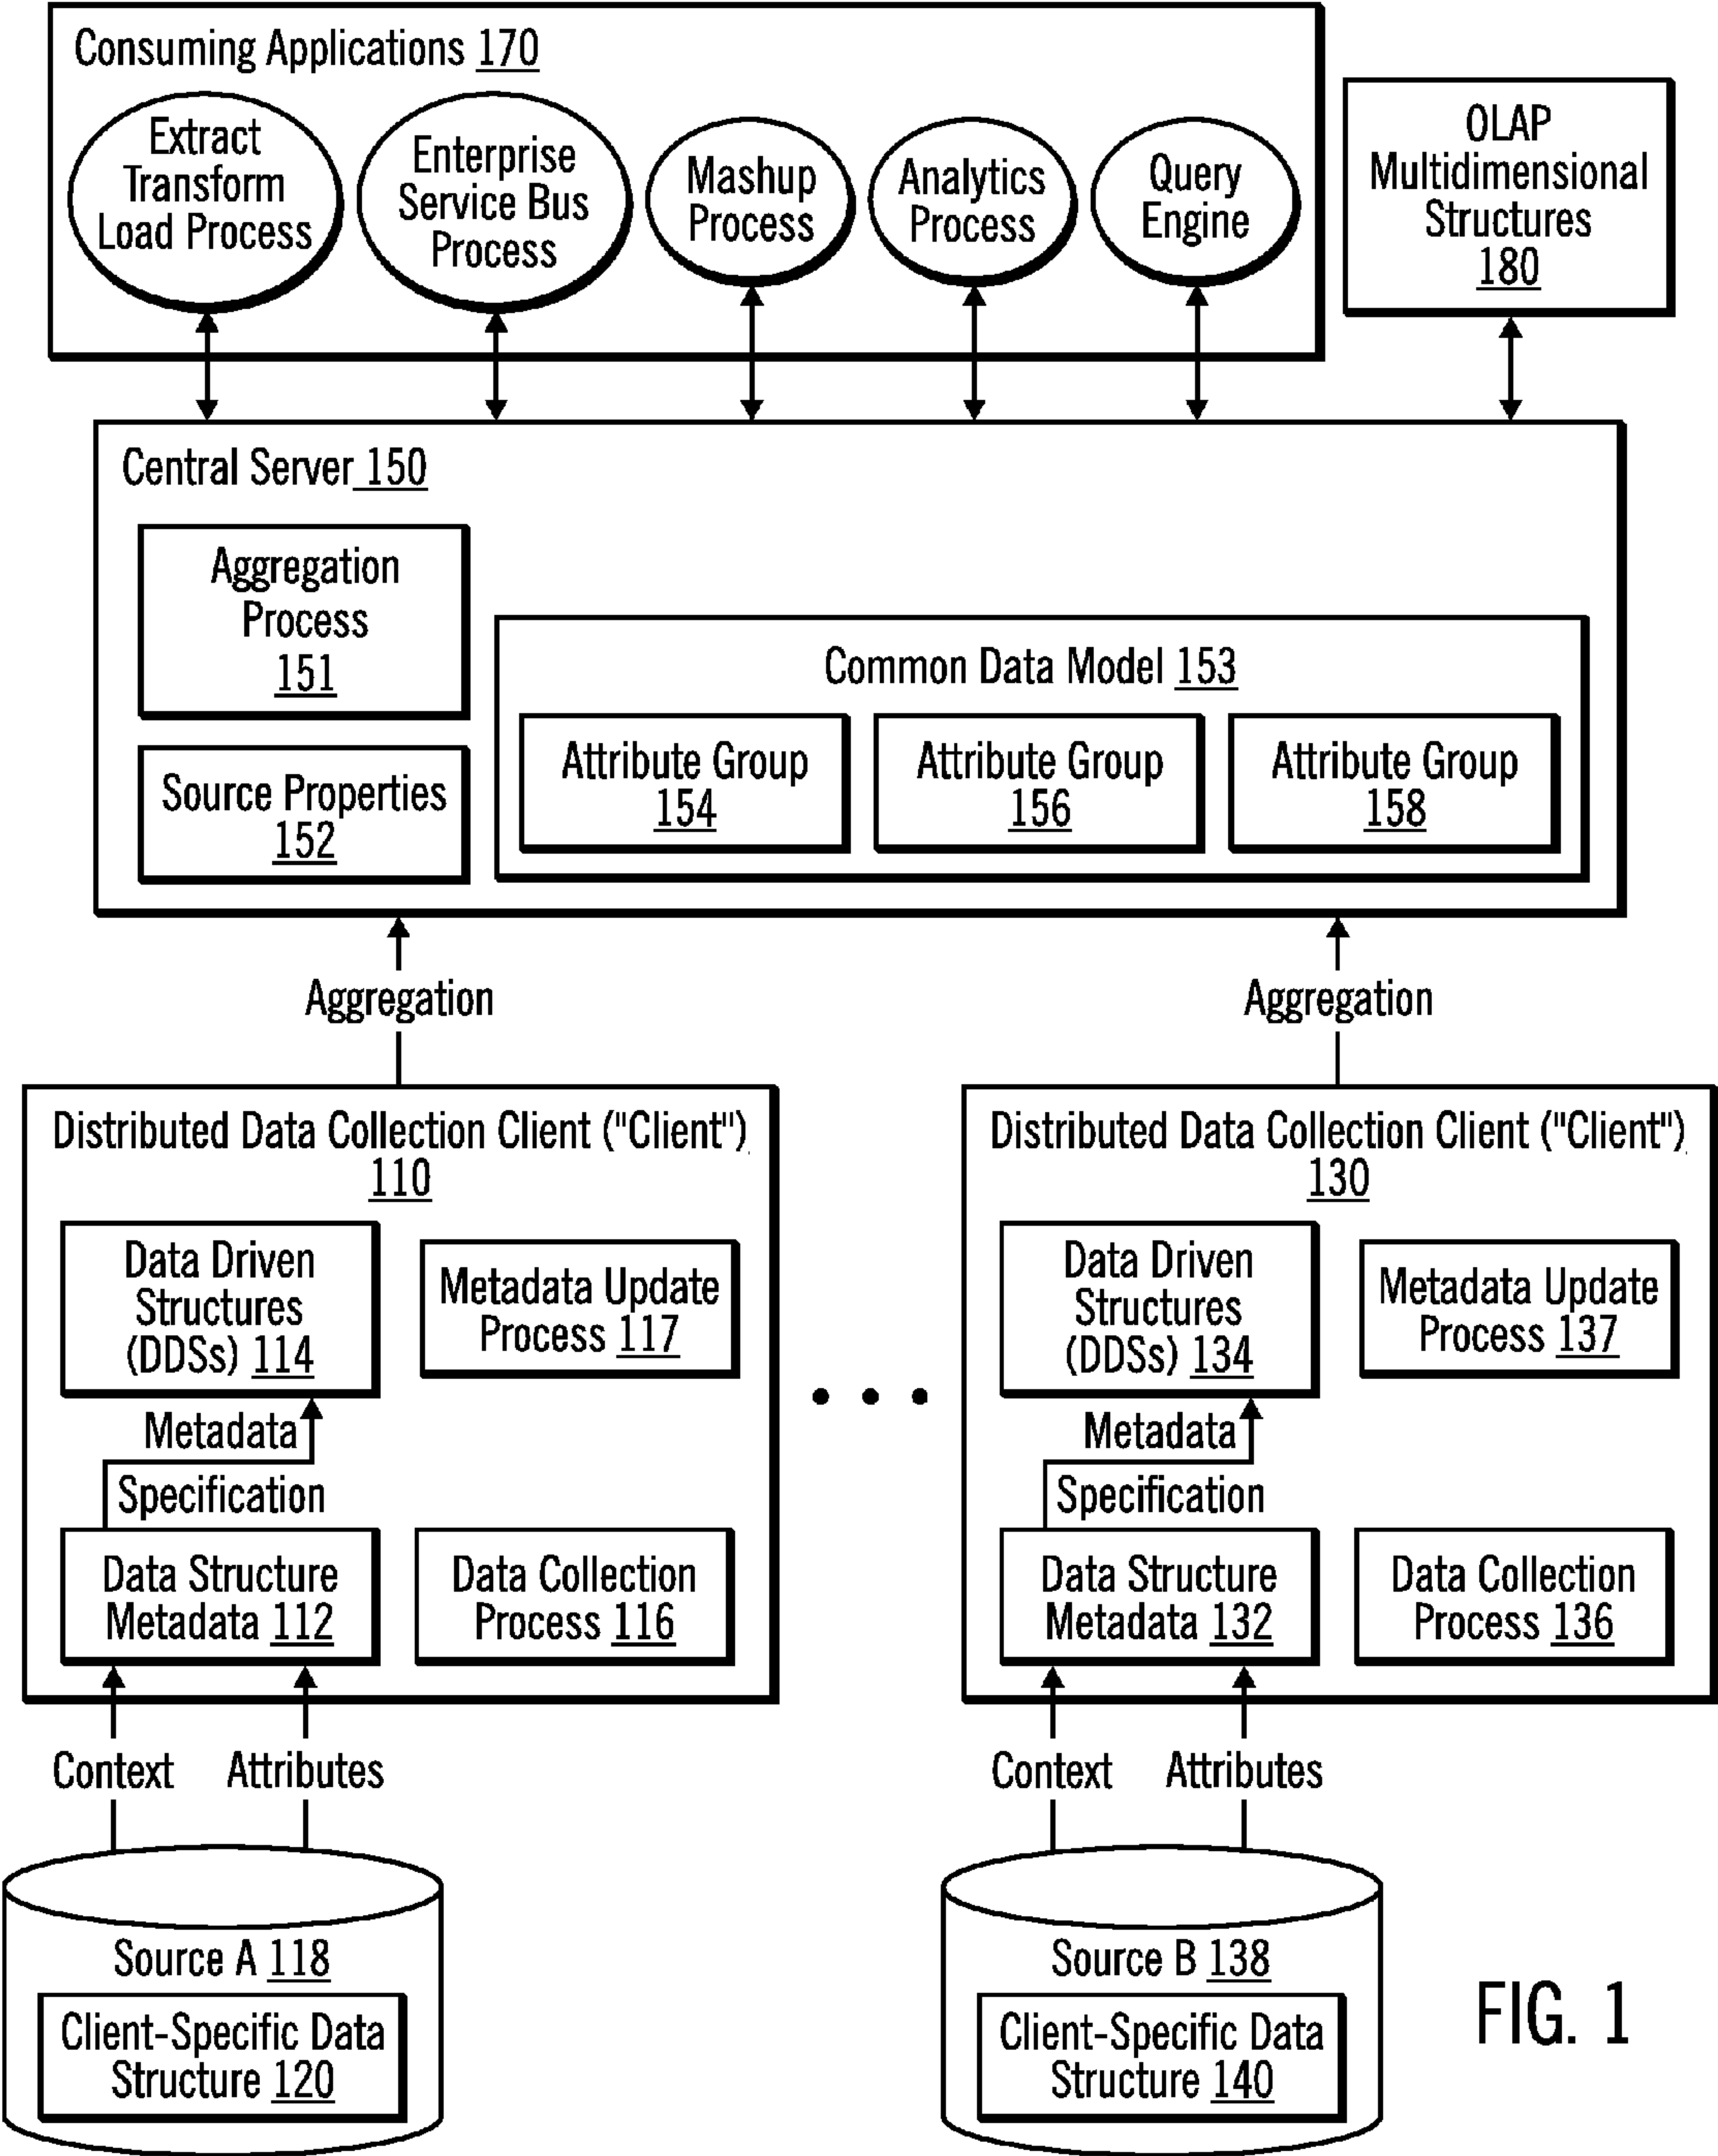 Consuming Applications 170
Extract
Transform
Load Process
Enterprise
Service Bus
Process
Mashup
Process
Analytics
Process
Query
Engine
OLAP
Multidimensional
Structures
180
Central Server 150
Aggregation
Process
151
Source Properties
152
Common Data Model 153
Attribute Group
154
Attribute Group
156
Attribute Group
158
Aggregation
Aggregation
Distributed Data Collection Client ("Client")
110
Data Driven
Structures
(DDSs) 114
Metadata Update
Process 117
Metadata
Specification
Data Structure
Metadata 112
Data Collection
Process 116
Context
Attributes
Source A 118
Client-Specific Data
Structure 120
Distributed Data Collection Client ("Client")
130
Data Driven
Structures
(DDSs) 134
Metadata Update
Process 137
Metadata
Specification
Data Structure
Metadata 132
Data Collection
Process 136
Context
Attributes
Source B 138
Client-Specific Data
Structure 140
FIG. 1